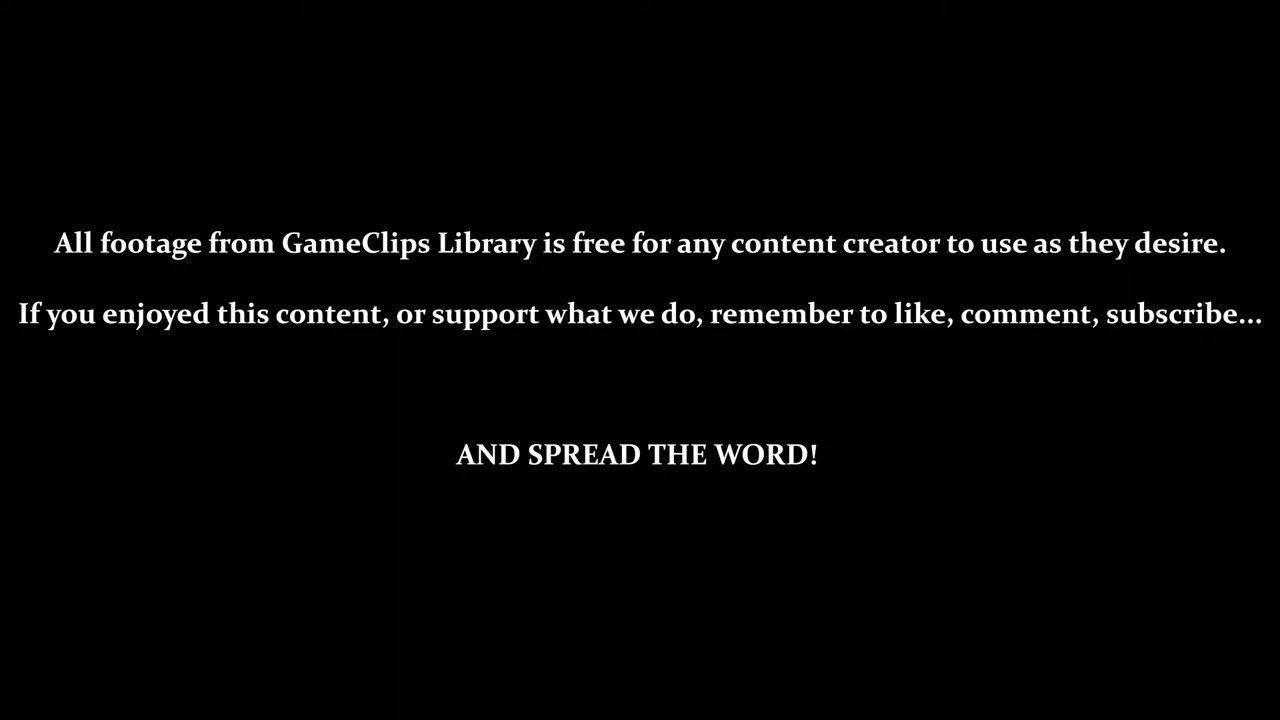 All footage from GameClips Library is free for any content creator to use as they desire.
If you enjoyed this content, or support what we do, remember to like, comment, subscribe...
AND SPREAD THE WORD!